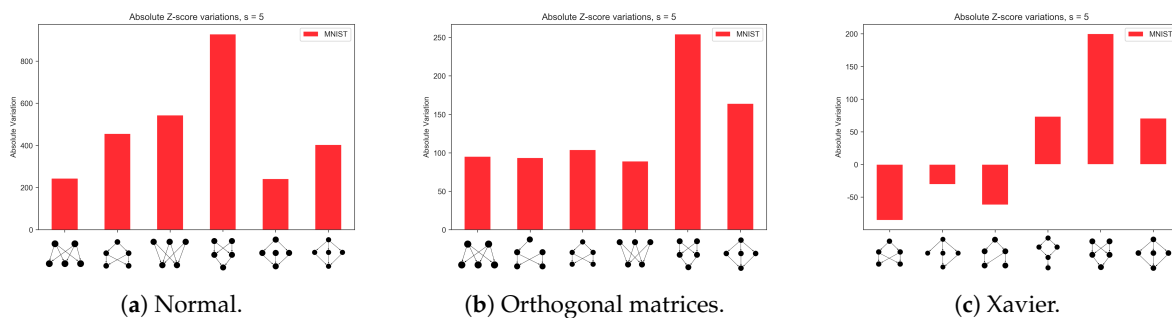 Absolute Z-score variations, s = 5
MNIST
Absolute Variation
800
600
400
200
0
(a) Normal.
Absolute Z-score variations, s = 5
MNIST
Absolute Variation
250
200
150
100
50
0
(b) Orthogonal matrices.
Absolute Z-score variations, s = 5
MNIST
Absolute Variation
200
150
100
50
0
-50
(c) Xavier.